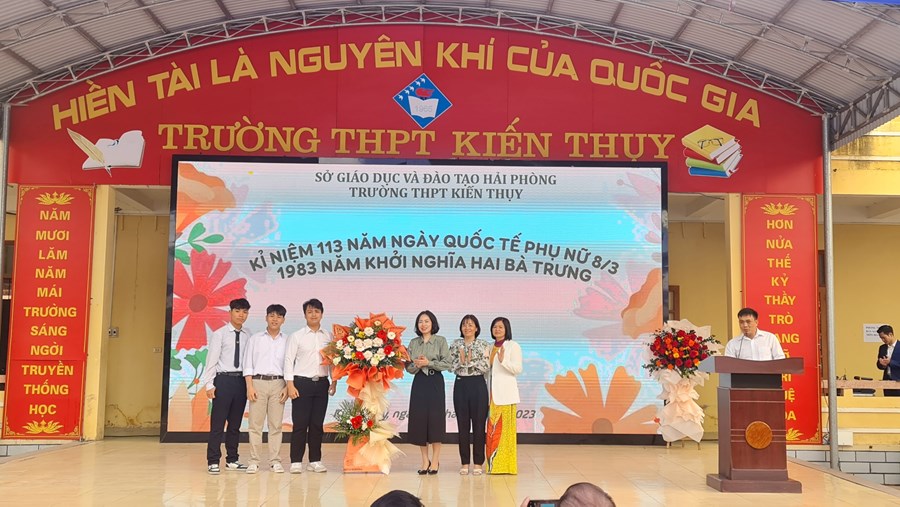 HIỀN TÀI LÀ NGUYÊN KHÍ CỦA QUỐC GIA
1965
TRƯỜNG THPT KIẾN THỤY
SỞ GIÁO DỤC VÀ ĐÀO TẠO HẢI PHÒNG
TRƯỜNG THPT KIẾN THỤY
KỈ NIỆM 113 NĂM NGÀY QUỐC TẾ PHỤ NỮ 8/3
1983 NĂM KHỞI NGHĨA HAI BÀ TRƯNG
2023
NĂM
MƯƠI
LĂM
NĂM
MÁI
TRƯỜNG
SÁNG
NGỜI
TRUYỀN
THỐNG
HỌC
HƠN
NỬA
THẾ
KỶ
THẦY
TRÒ